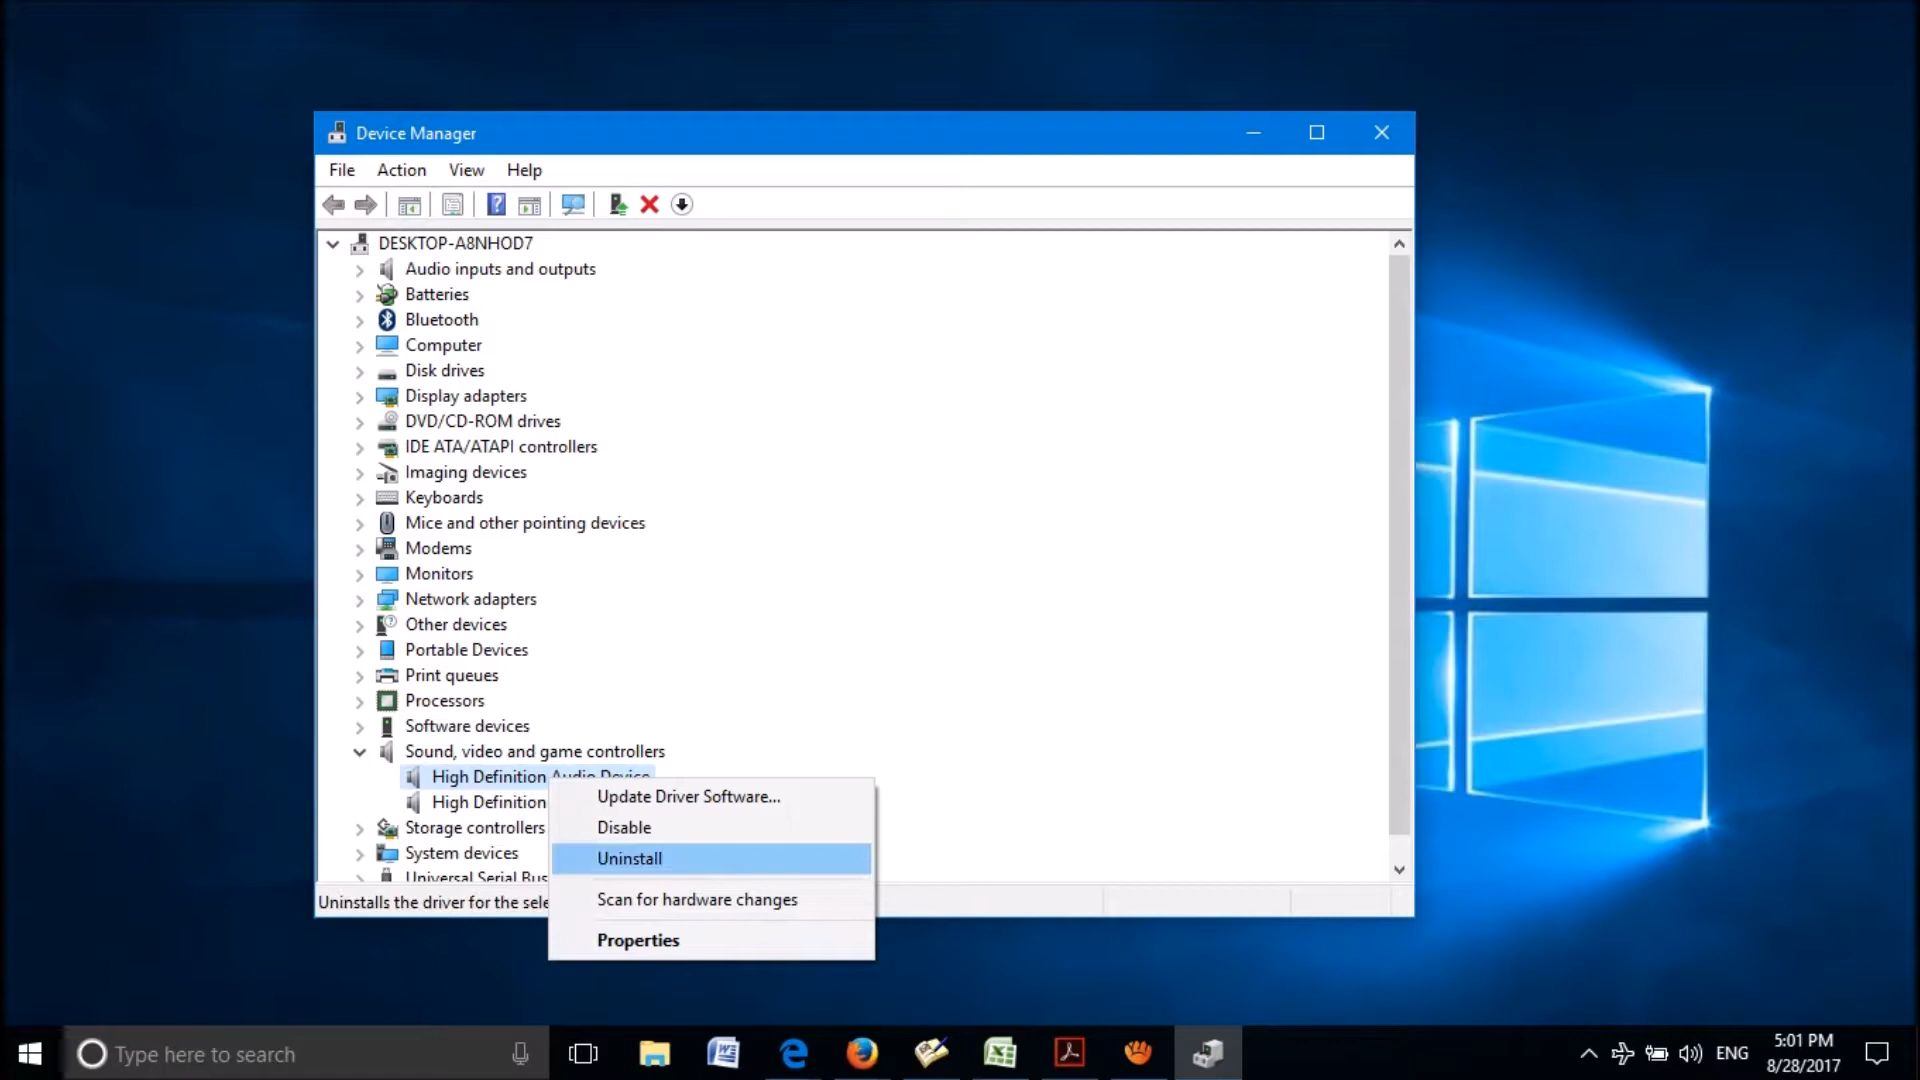 Device Manager
File Action View Help
DESKTOP-A8NHOD7
Audio inputs and outputs
Batteries
Bluetooth
Computer
Disk drives
Display adapters
DVD/CD-ROM drives
IDE ATA/ATAPI controllers
Imaging devices
Keyboards
Mice and other pointing devices
Modems
Monitors
Network adapters
Other devices
Portable Devices
Print queues
Processors
Software devices
Sound, video and game controllers
High Definition Audio Device
High Definition
Storage controllers
System devices
Universal Serial Bus
Uninstalls the driver for the sele
Update Driver Software...
Disable
Uninstall
Scan for hardware changes
Properties
Type here to search
ENG
5:01 PM
8/28/2017